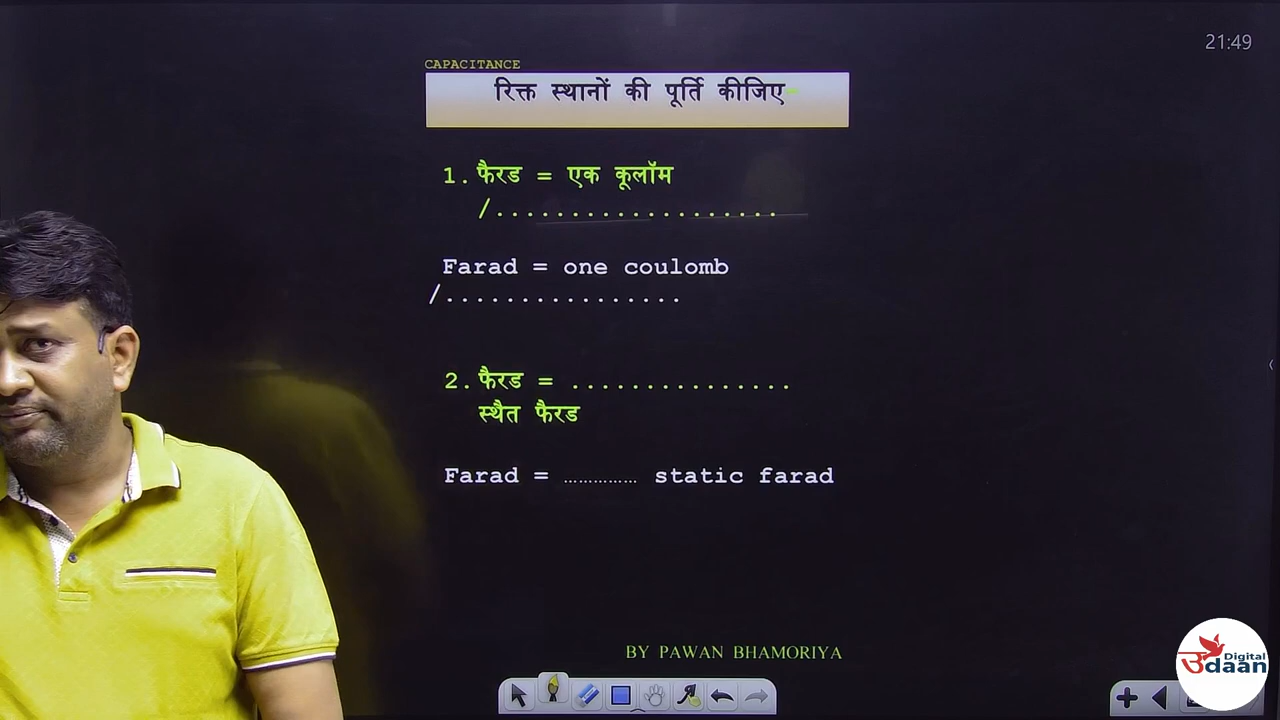 21:49
CAPACITANCE
रिक्त स्थानों की पूर्ति कीजिए-
1. फैरड = एक कूलॉम
/...................
Farad = one coulomb
/................
2. फैरड = ...............
स्थैत फैरड
Farad = …………… static farad
BY PAWAN BHAMORIYA
Digital
उdaan